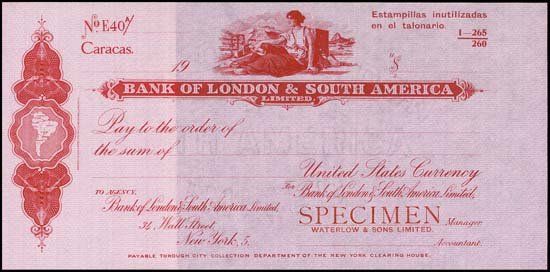 No. E40/
Caracas.
Estampillas inutilizadas
en el talonario.
1—265
260
19 $
BANK OF LONDON & SOUTH AMERICA
LIMITED.
Pay to the order of
the sum of
United States Currency
TO AGENCY,
For Bank of London & South America, Limited,
Bank of London & South America, Limited,
34, Wall Street,
New York, 5.
SPECIMEN
Manager.
WATERLOW & SONS LIMITED.
Accountant.
PAYABLE THROUGH CITY COLLECTION DEPARTMENT OF THE NEW YORK CLEARING HOUSE.